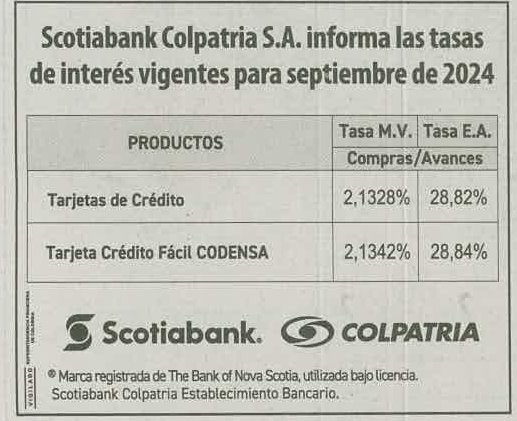 Scotiabank Colpatria S.A. informa las tasas
de interés vigentes para septiembre de 2024
PRODUCTOS
Tasa M.V. Tasa E.A.
Compras/Avances
Tarjetas de Crédito 2,1328% 28,82%
Tarjeta Crédito Fácil CODENSA 2,1342% 28,84%
Scotiabank. COLPATRIA
® Marca registrada de The Bank of Nova Scotia, utilizada bajo licencia.
Scotiabank Colpatria Establecimiento Bancario.
VIGILADO
SUPERINTENDENCIA FINANCIERA
DE COLOMBIA